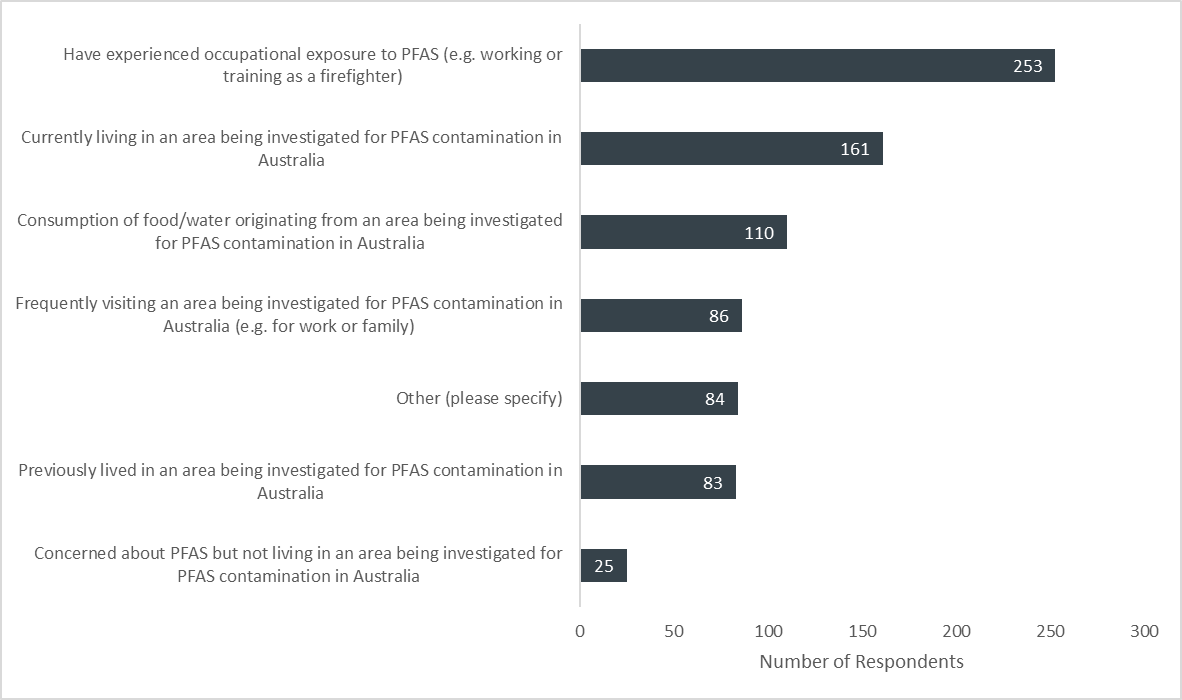 Have experienced occupational exposure to PFAS (e.g. working or
training as a firefighter)
253
Currently living in an area being investigated for PFAS contamination in
Australia
161
Consumption of food/water originating from an area being investigated
for PFAS contamination in Australia
110
Frequently visiting an area being investigated for PFAS contamination in
Australia (e.g. for work or family)
86
Other (please specify)
84
Previously lived in an area being investigated for PFAS contamination in
Australia
83
Concerned about PFAS but not living in an area being investigated for
PFAS contamination in Australia
25
0 50 100 150 200 250 300
Number of Respondents